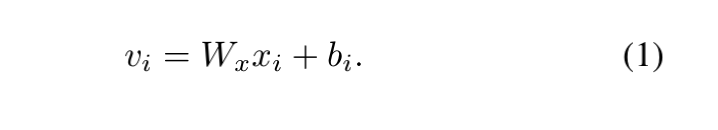 v_i = W_x x_i + b_i. (1)